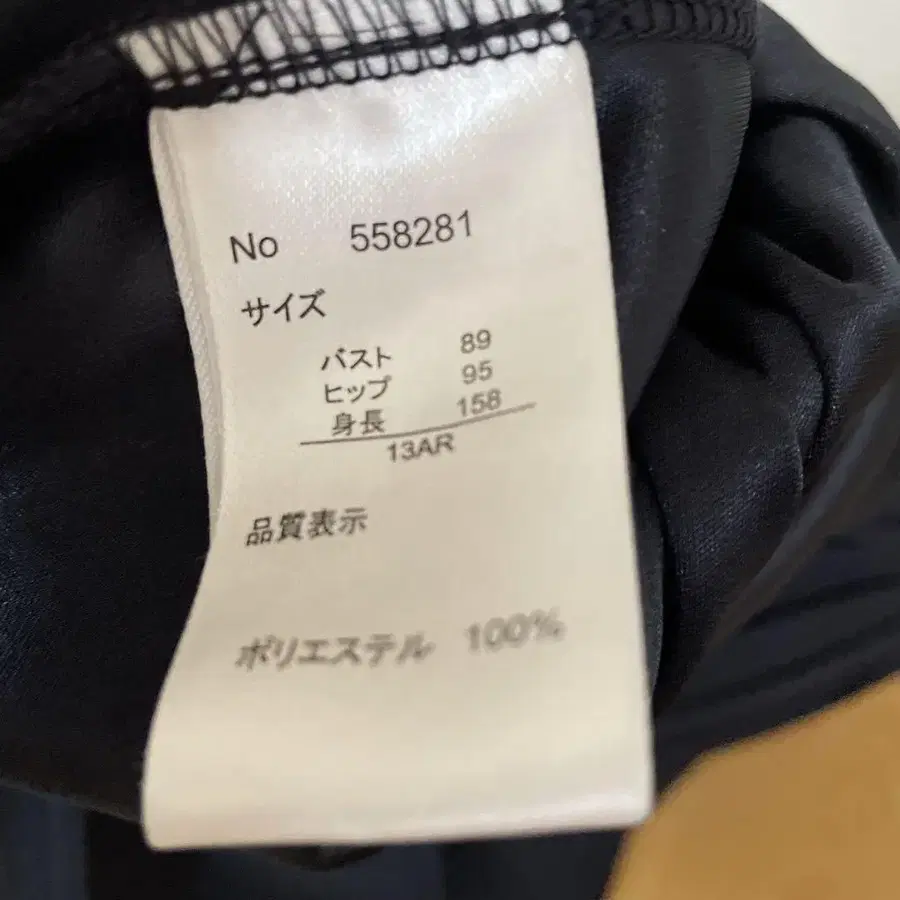 No 558281
サイズ
バスト 89
ヒップ 95
身長 158
13AR
品質表示
ポリエステル 100%